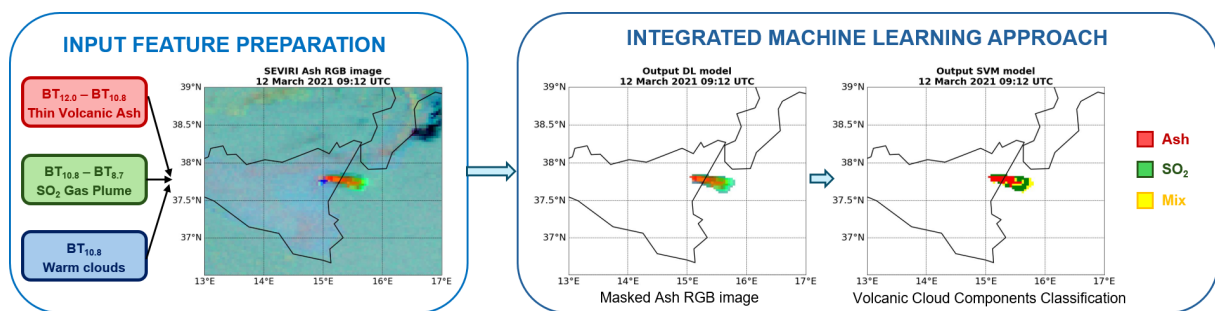 INPUT FEATURE PREPARATION
BT12.0 – BT10.8
Thin Volcanic Ash
BT10.8 – BT8.7
SO2 Gas Plume
BT10.8
Warm clouds
SEVIRI Ash RGB image
12 March 2021 09:12 UTC
39°N
38.5°N
38°N
37.5°N
37°N
13°E
14°E
15°E
16°E
17°E
INTEGRATED MACHINE LEARNING APPROACH
Output DL model
12 March 2021 09:12 UTC
39°N
38.5°N
38°N
37.5°N
37°N
13°E
14°E
15°E
16°E
17°E
Masked Ash RGB image
Output SVM model
12 March 2021 09:12 UTC
39°N
38.5°N
38°N
37.5°N
37°N
13°E
14°E
15°E
16°E
17°E
Volcanic Cloud Components Classification
Ash
SO2
Mix